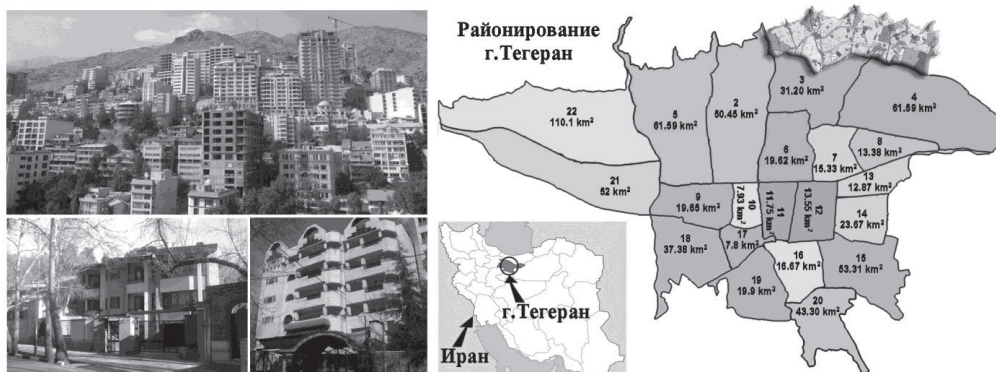 Районирование
г.Тегеран
3
31.20 km²
4
61.59 km²
22
110.1 km²
5
61.59 km²
2
50.45 km²
6
19.62 km²
7
15.33 km²
8
13.38 km²
13
12.87 km²
21
52 km²
9
19.65 km²
10
7.93 km²
11
11.75 km²
12
13.55 km²
14
23.67 km²
18
37.38 km²
17
7.8 km²
16
16.67 km²
15
53.31 km²
19
19.9 km²
20
43.30 km²
г.Тегеран
Иран